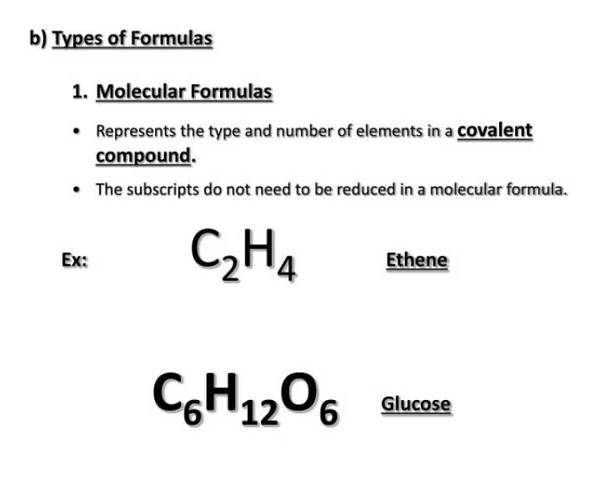 b) Types of Formulas
1. Molecular Formulas
• Represents the type and number of elements in a covalent
compound.
• The subscripts do not need to be reduced in a molecular formula.
Ex: C₂H₄ Ethene
C₆H₁₂O₆ Glucose